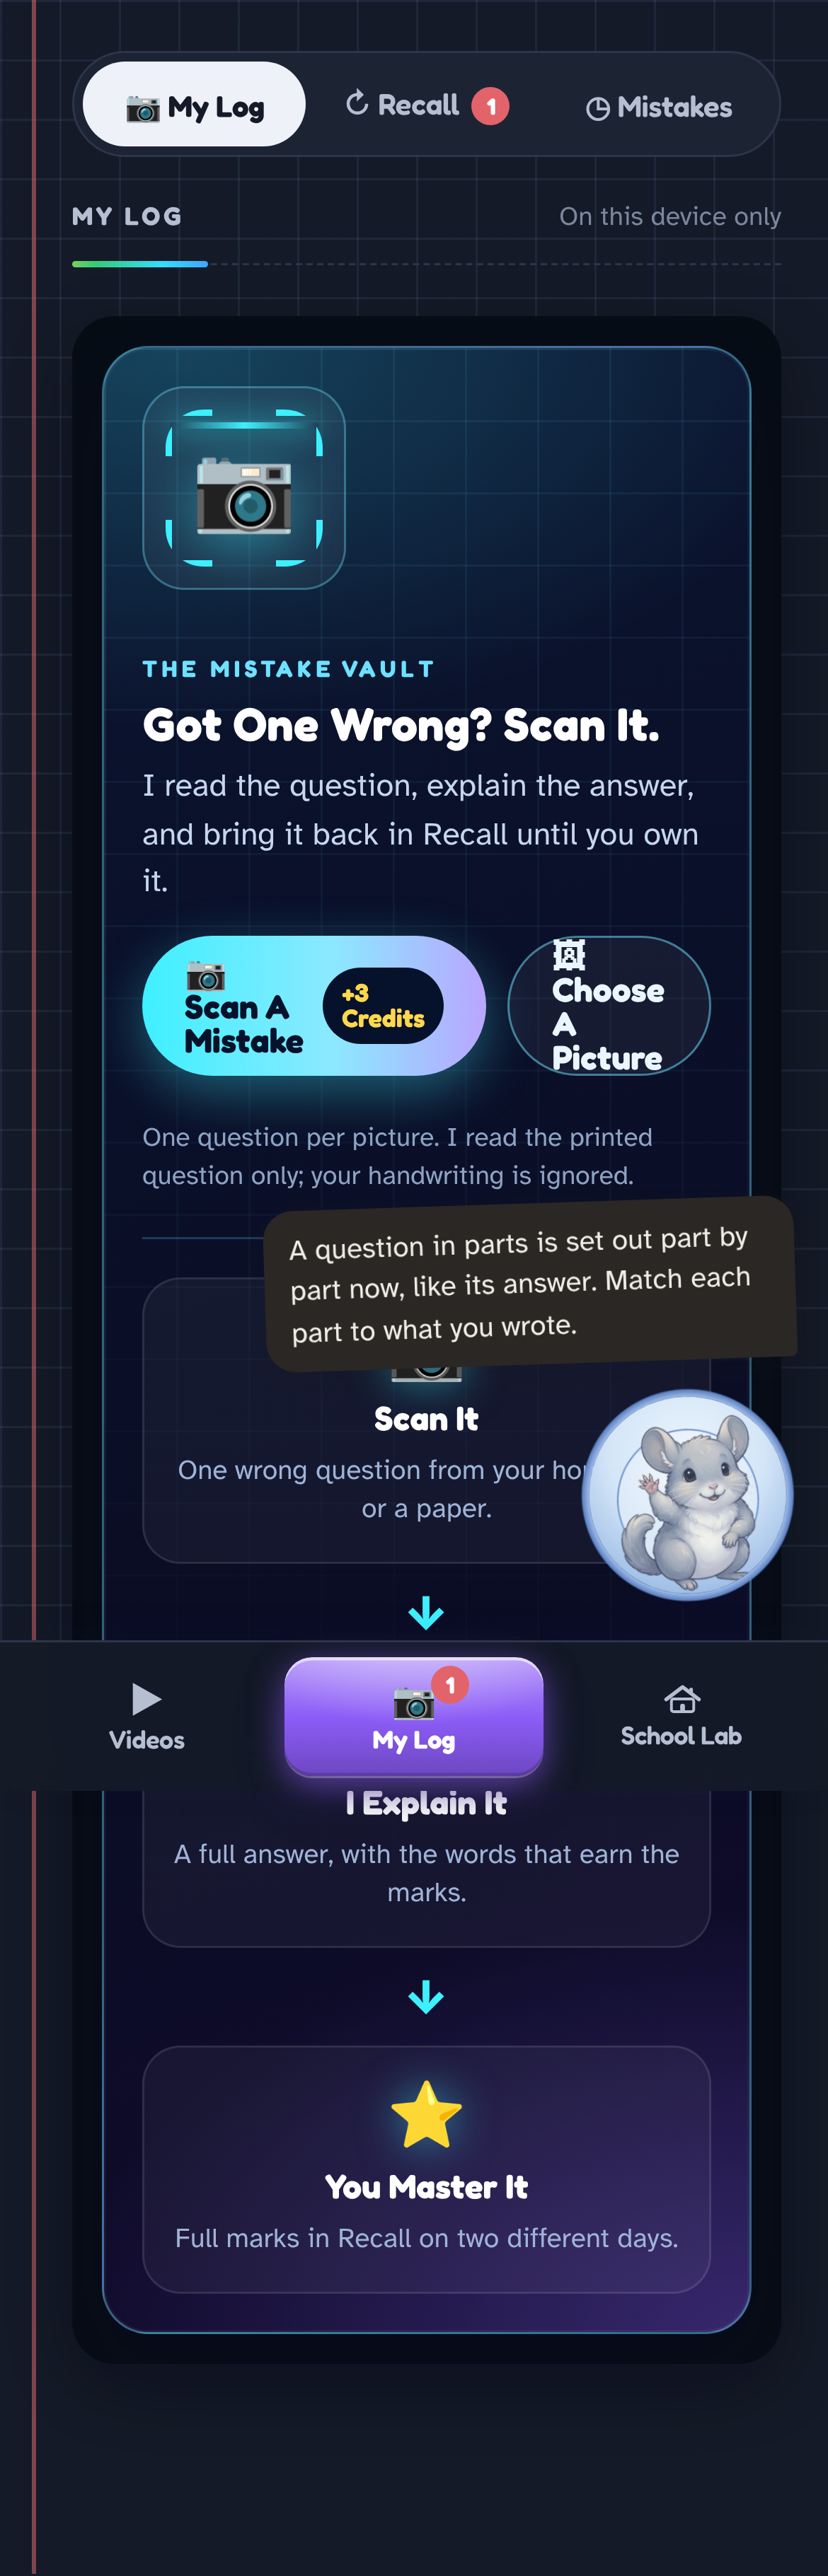 My Log
Recall 1
Mistakes
MY LOG
On this device only
THE MISTAKE VAULT
Got One Wrong? Scan It.
I read the question, explain the answer,
and bring it back in Recall until you own
it.
Scan A
Mistake
+3
Credits
Choose
A
Picture
One question per picture. I read the printed
question only; your handwriting is ignored.
A question in parts is set out part by
part now, like its answer. Match each
part to what you wrote.
Scan It
One wrong question from your
or a paper.
Videos
1
My Log
School Lab
I Explain It
A full answer, with the words that earn the
marks.
You Master It
Full marks in Recall on two different days.